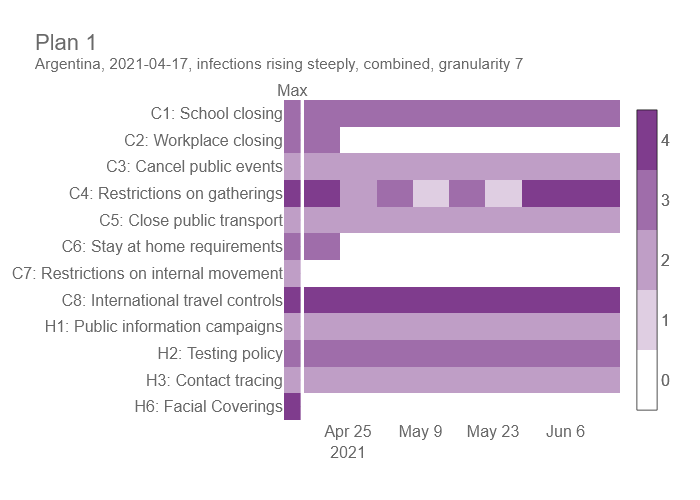 Plan 1
Argentina, 2021-04-17, infections rising steeply, combined, granularity 7
Max
C1: School closing
C2: Workplace closing
C3: Cancel public events
C4: Restrictions on gatherings
C5: Close public transport
C6: Stay at home requirements
C7: Restrictions on internal movement
C8: International travel controls
H1: Public information campaigns
H2: Testing policy
H3: Contact tracing
H6: Facial Coverings
Apr 25 May 9 May 23 Jun 6
2021
4
3
2
1
0